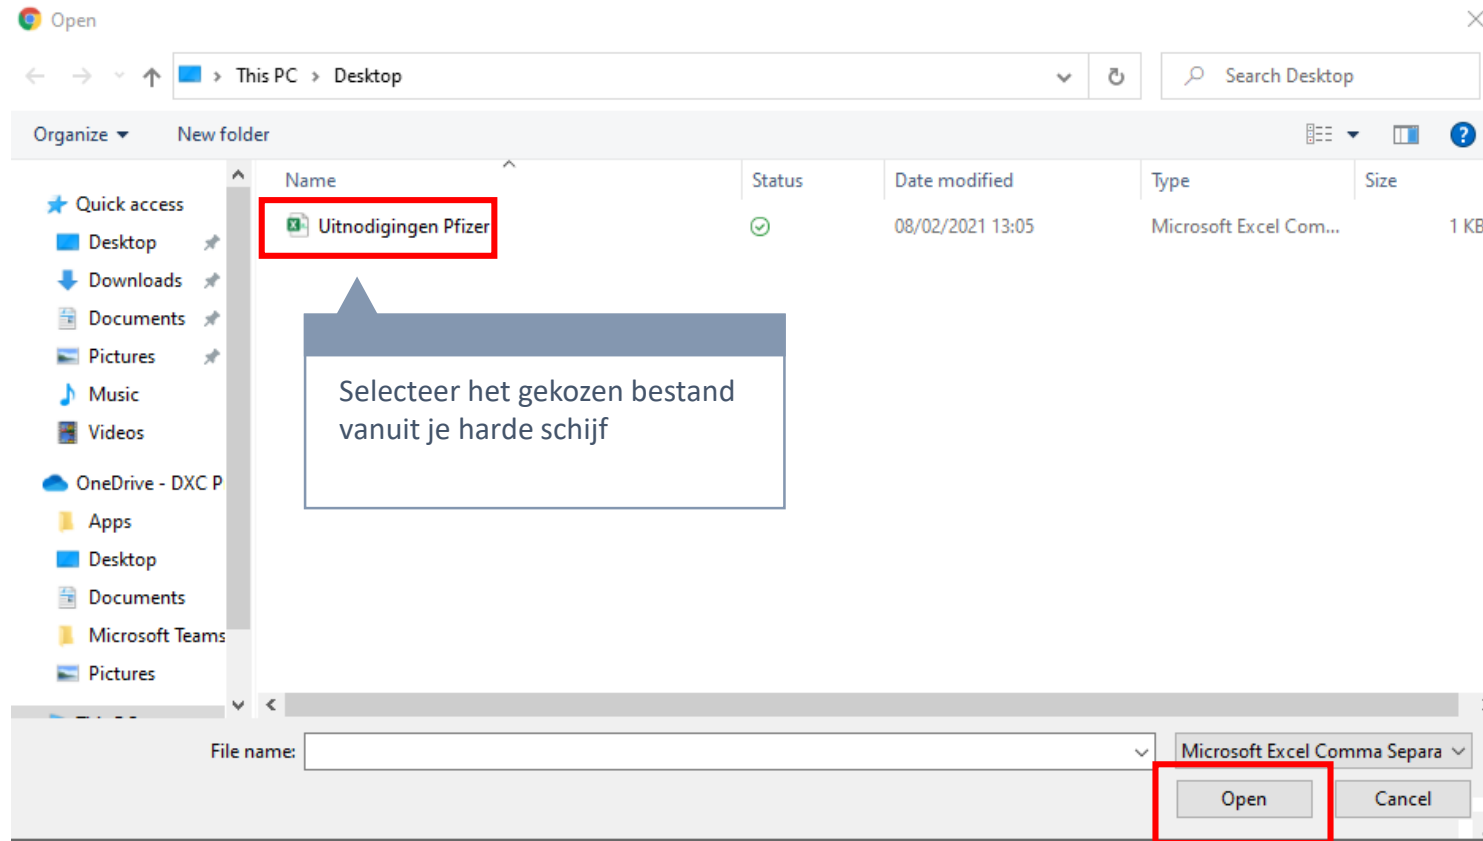 Open
This PC > Desktop
Search Desktop
Organize
New folder
Name
Status
Date modified
Type
Size
Quick access
Uitnodigingen Pfizer
08/02/2021 13:05
Microsoft Excel Com...
1 KB
Desktop
Downloads
Documents
Pictures
Music
Videos
Selecteer het gekozen bestand
vanuit je harde schijf
OneDrive - DXC P
Apps
Desktop
Documents
Microsoft Teams
Pictures
File name:
Microsoft Excel Comma Separa
Open
Cancel